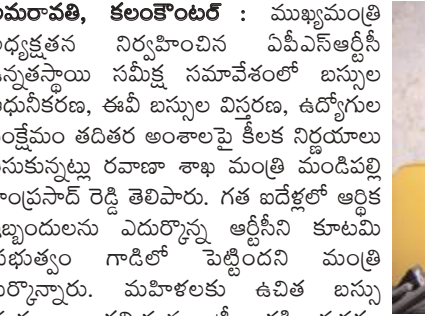 అమరావతి, కలంకౌంటర్ : ముఖ్యమంత్రి
అధ్యక్షతన నిర్వహించిన ఏపీఎస్ఆర్టీసీ
ఉన్నతస్థాయి సమీక్ష సమావేశంలో బస్సుల
ఆధునీకరణ, ఈవీ బస్సుల విస్తరణ, ఉద్యోగుల
సంక్షేమం తదితర అంశాలపై కీలక నిర్ణయాలు
తీసుకున్నట్లు రవాణా శాఖ మంత్రి మండిపల్లి
రాంప్రసాద్ రెడ్డి తెలిపారు. గత ఐదేళ్లలో ఆర్థిక
ఇబ్బందులను ఎదుర్కొన్న ఆర్టీసీని కూటమి
ప్రభుత్వం గాడిలో పెట్టిందని మంత్రి
పేర్కొన్నారు. మహిళలకు ఉచిత బస్సు